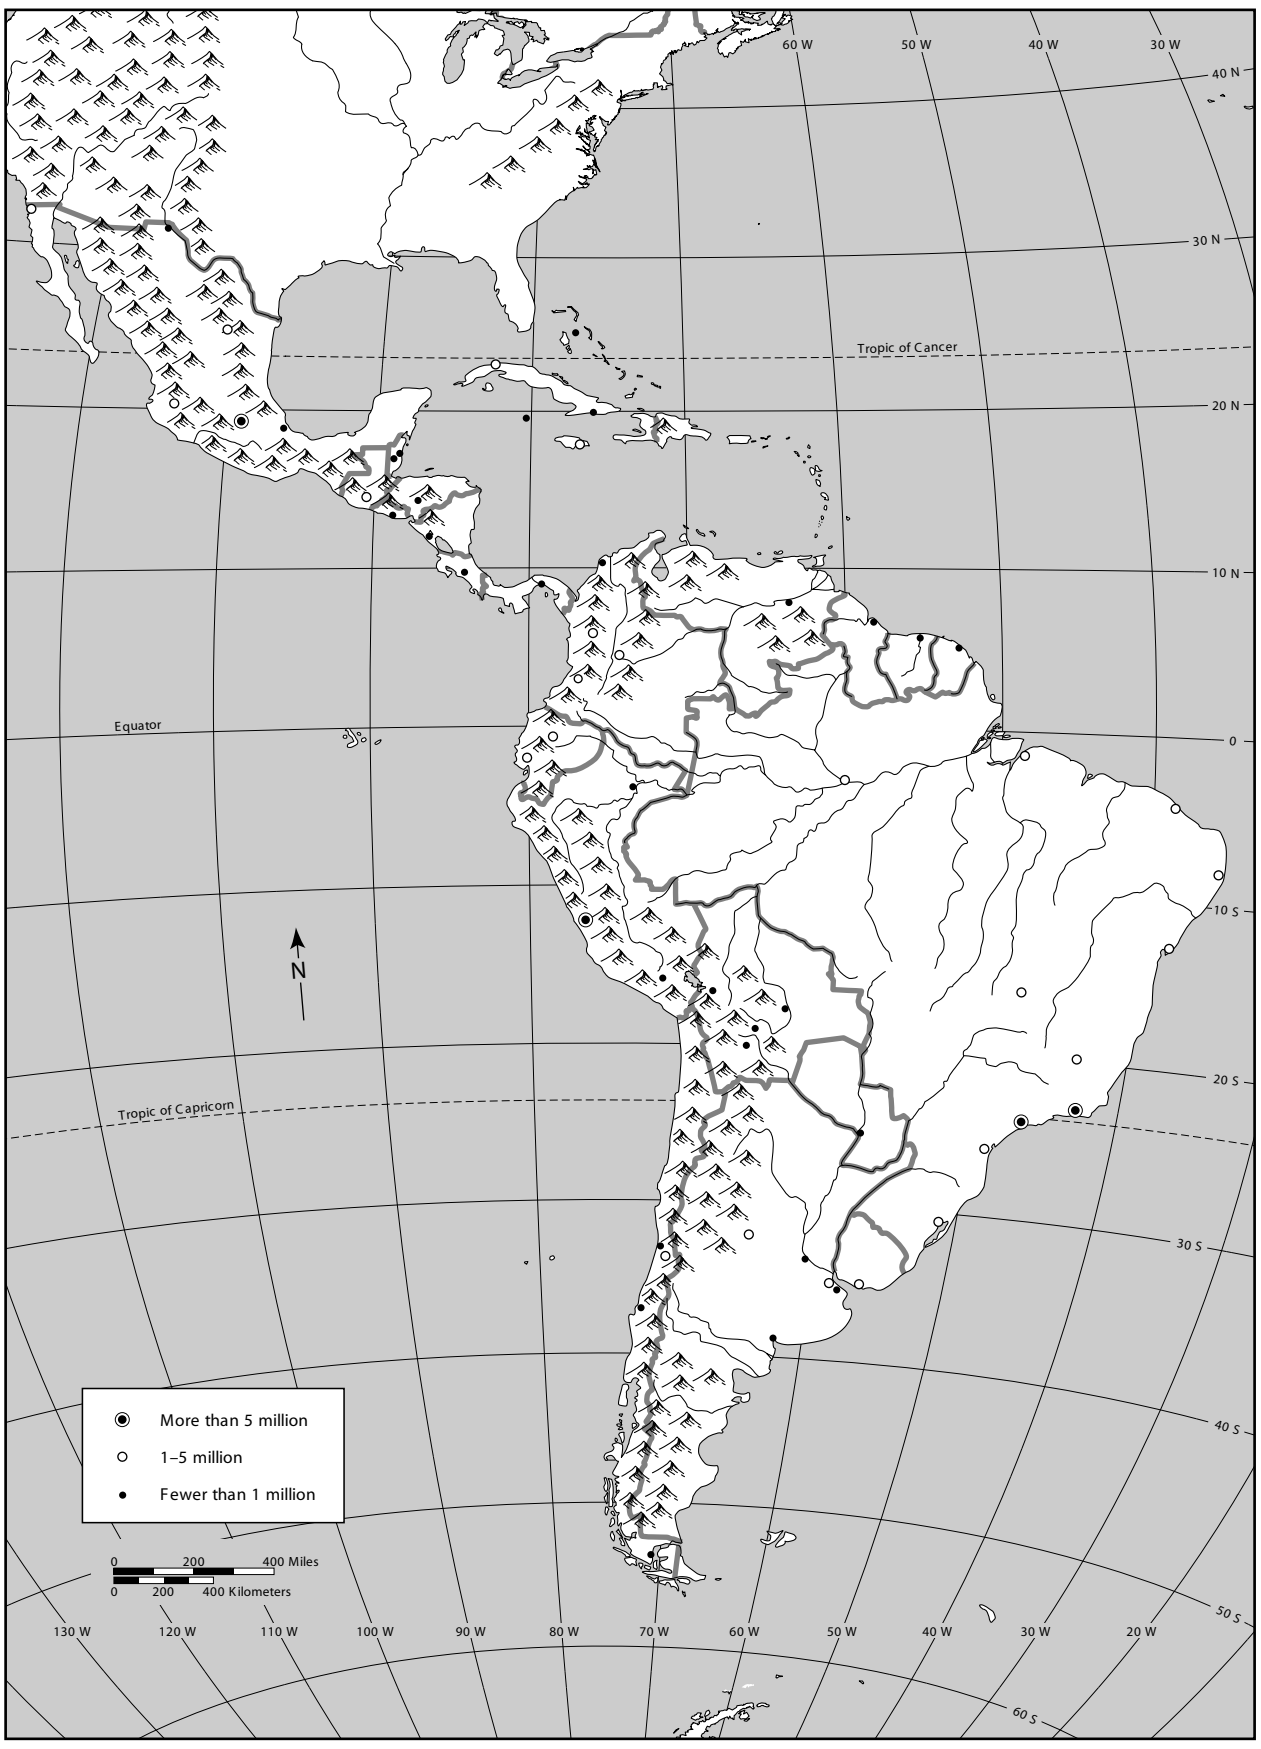 60 W
50 W
40 W
30 W
40 N
30 N
Tropic of Cancer
20 N
10 N
Equator
0
10 S
N
20 S
Tropic of Capricorn
30 S
40 S
More than 5 million
1–5 million
Fewer than 1 million
0 200 400 Miles
0 200 400 Kilometers
50 S
130 W
120 W
110 W
100 W
90 W
80 W
70 W
60 W
50 W
40 W
30 W
20 W
60 S